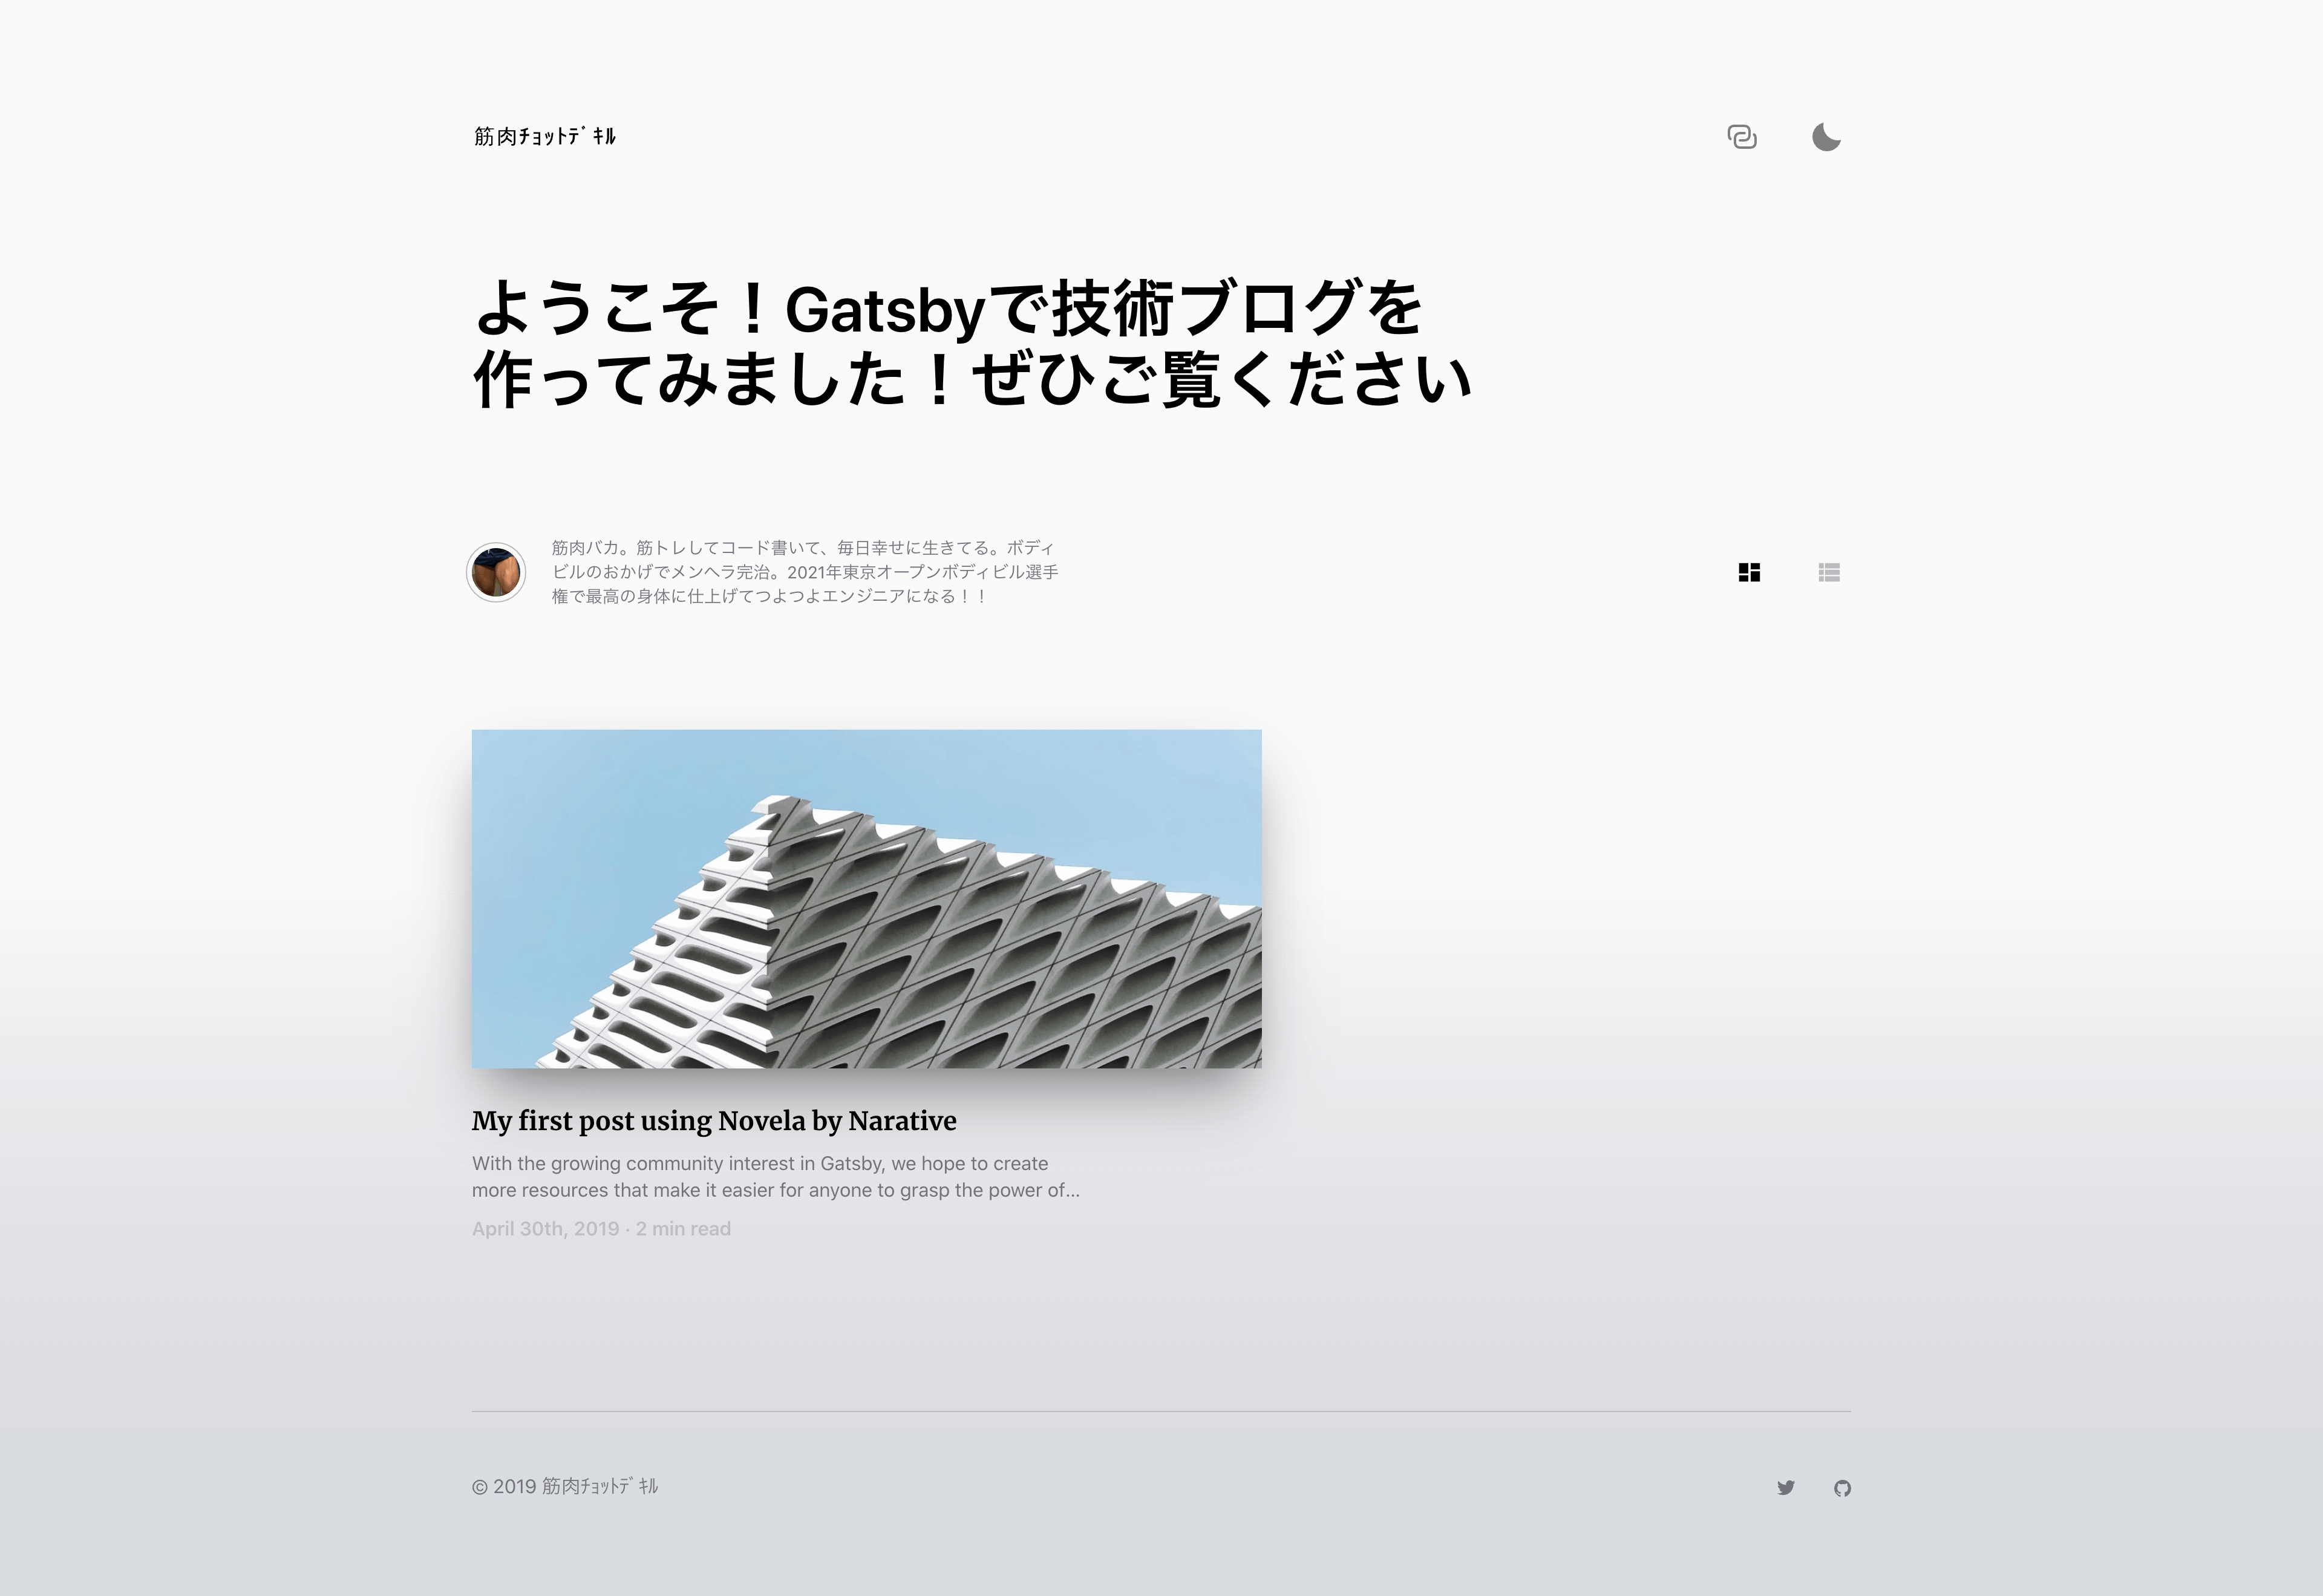 筋肉ﾁｮｯﾄﾃﾞｷﾙ
ようこそ！Gatsbyで技術ブログを
作ってみました！ぜひご覧ください
筋肉バカ。筋トレしてコード書いて、毎日幸せに生きてる。ボディ
ビルのおかげでメンヘラ完治。2021年東京オープンボディビル選手
権で最高の身体に仕上げてつよつよエンジニアになる！！
My first post using Novela by Narative
With the growing community interest in Gatsby, we hope to create
more resources that make it easier for anyone to grasp the power of...
April 30th, 2019 · 2 min read
© 2019 筋肉ﾁｮｯﾄﾃﾞｷﾙ